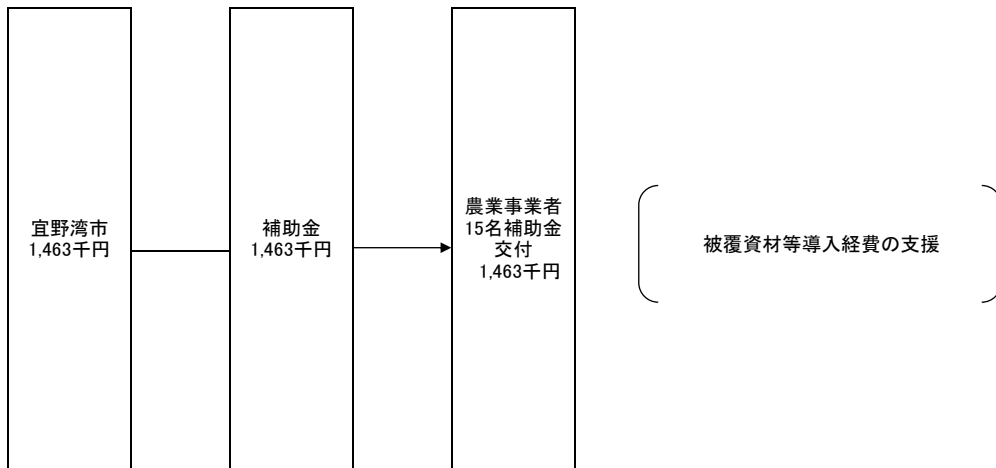 宜野湾市
1,463千円
補助金
1,463千円
農業事業者
15名補助金
交付
1,463千円
被覆資材等導入経費の支援